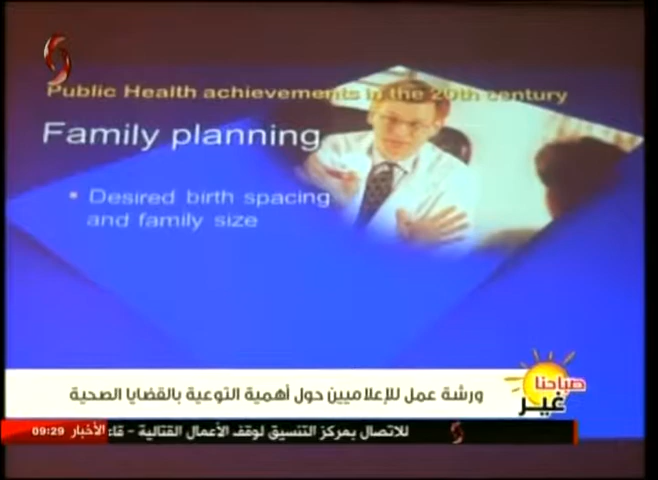 Public Health achievements in the 20th century
Family planning
▪ Desired birth spacing
and family size
ورشة عمل للإعلاميين حول أهمية التوعية بالقضايا الصحية
صباحنا
غير
للاتصال بمركز التنسيق لوقف الأعمال القتالية - قا
الأخبار 09:29